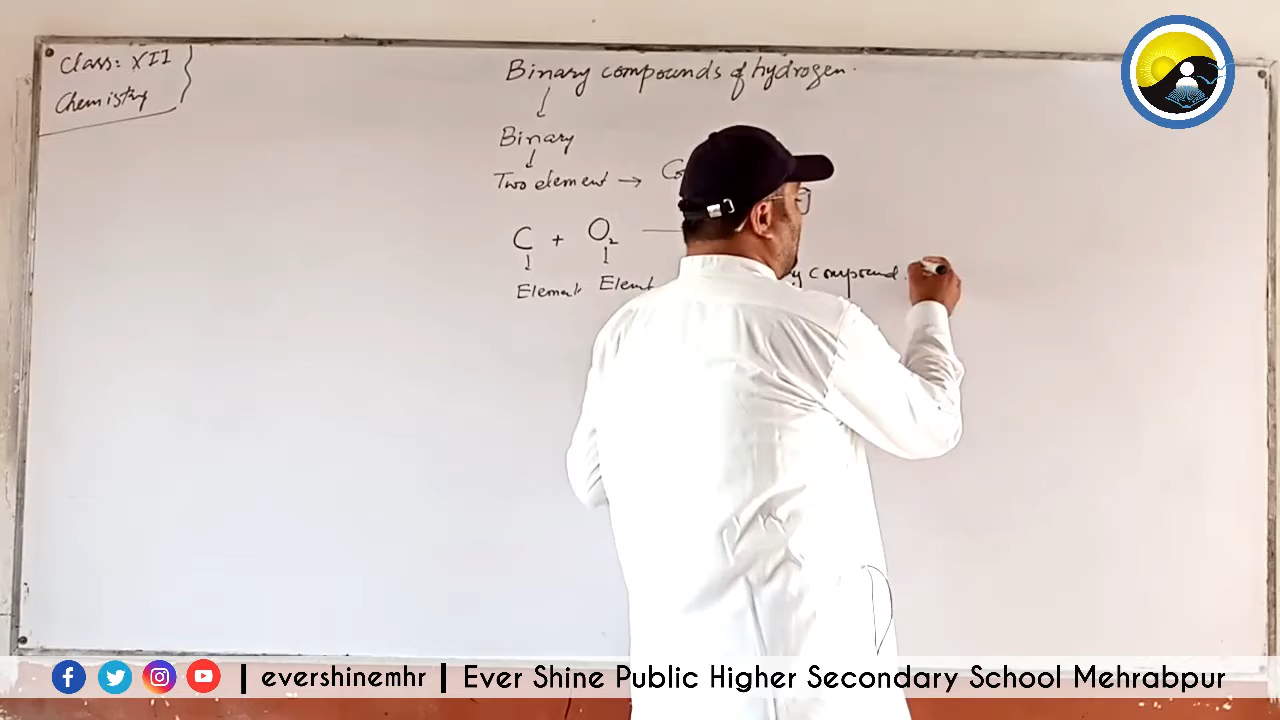 Class: XII
Chemistry
Binary compounds of hydrogen.
Binary
Two element →
C + O₂
Element Elemt
compound.
| evershinemhr | Ever Shine Public Higher Secondary School Mehrabpur